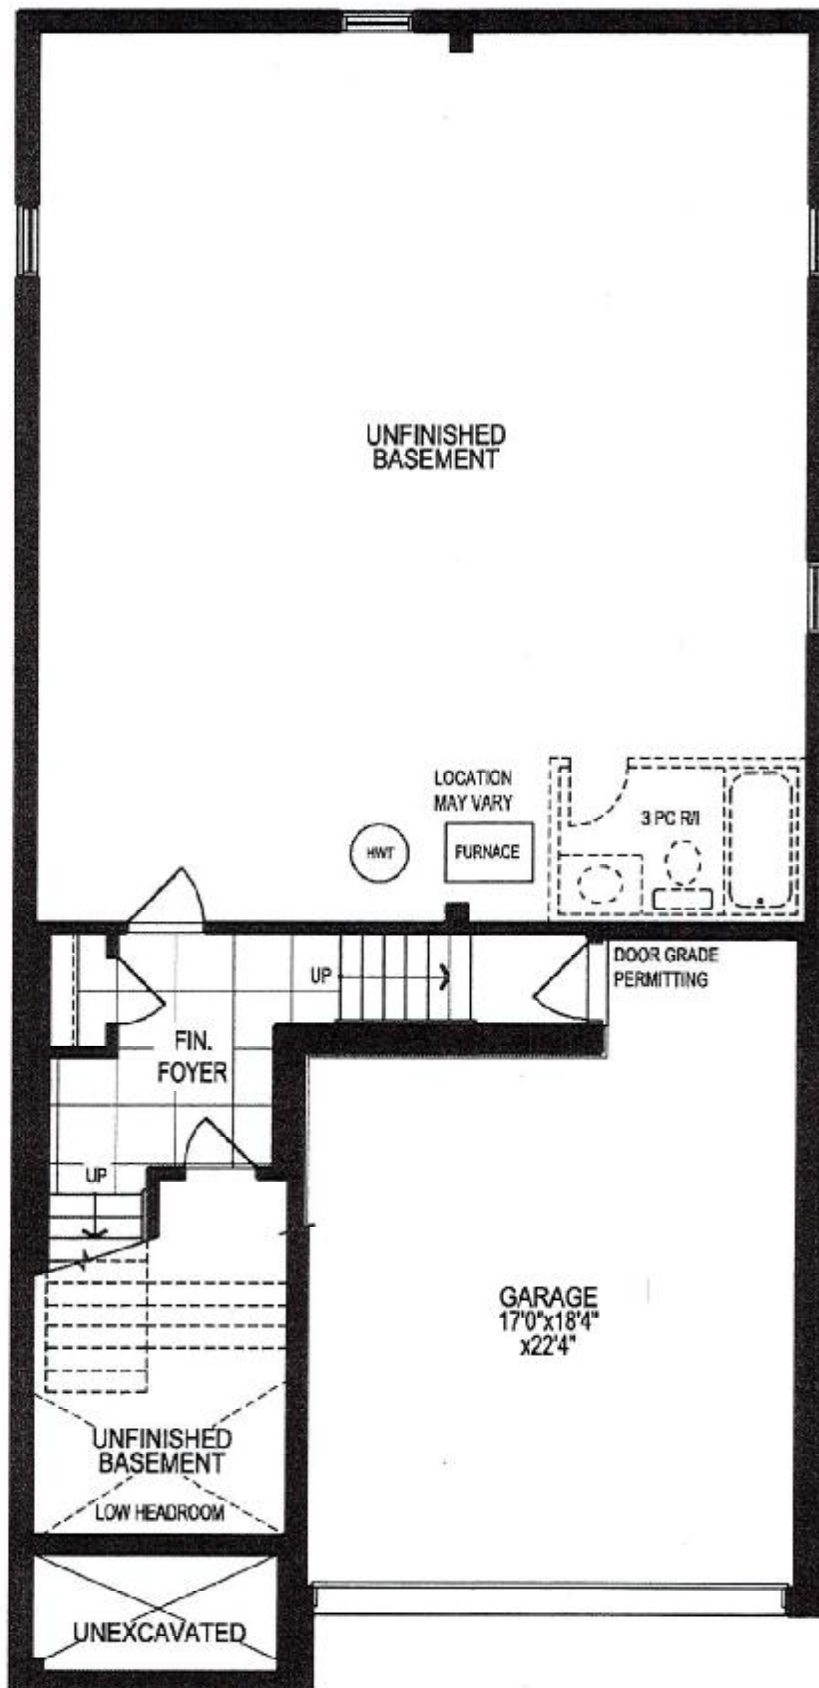 UNFINISHED
BASEMENT
LOCATION
MAY VARY
3 PC R/I
HWT
FURNACE
UP
DOOR GRADE
PERMITTING
FIN.
FOYER
UP
GARAGE
17'0"x18'4"
x22'4"
UNFINISHED
BASEMENT
LOW HEADROOM
UNEXCAVATED